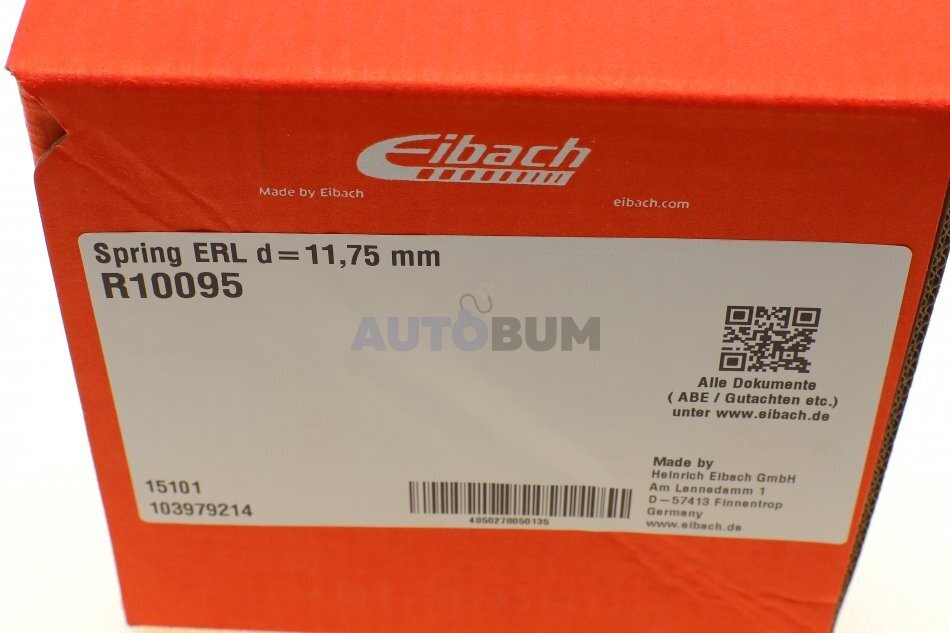 Eibach
Made by Eibach
eibach.com
Spring ERL d=11,75 mm
R10095
AUTOBUM
Alle Dokumente
( ABE / Gutachten etc.)
unter www.eibach.de
15101
103979214
4050278050135
Made by
Heinrich Eibach GmbH
Am Lennedamm 1
D-57413 Finnentrop
Germany
www.eibach.de